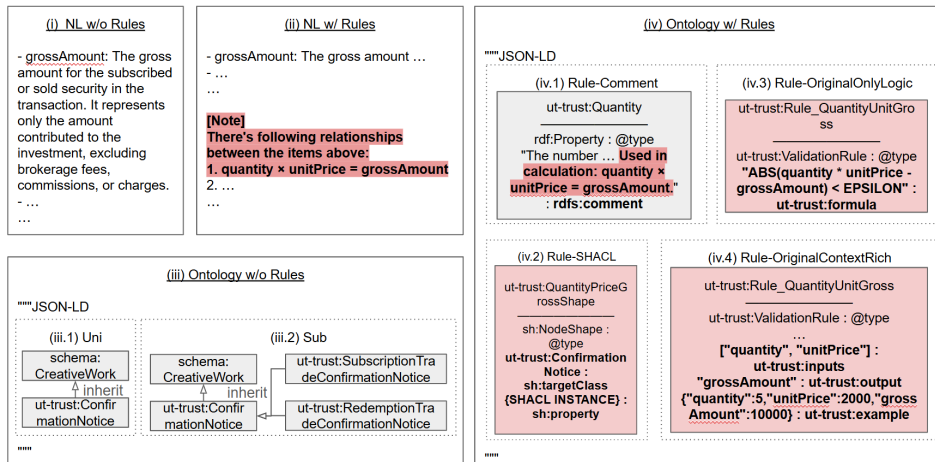 (i) NL w/o Rules
- grossAmount: The gross
amount for the subscribed
or sold security in the
transaction. It represents
only the amount
contributed to the
investment, excluding
brokerage fees,
commissions, or charges.
- ...
...
(ii) NL w/ Rules
- grossAmount: The gross amount ...
- ...
...
[Note]
There's following relationships
between the items above:
1. quantity × unitPrice = grossAmount
2. ...
...
(iii) Ontology w/o Rules
"""JSON-LD
(iii.1) Uni
schema:
CreativeWork
inherit
ut-trust:Confir
mationNotice
(iii.2) Sub
schema:
CreativeWork
inherit
ut-trust:Confir
mationNotice
ut-trust:SubscriptionTra
deConfirmationNotice
ut-trust:RedemptionTra
deConfirmationNotice
"""
(iv) Ontology w/ Rules
"""JSON-LD
(iv.1) Rule-Comment
ut-trust:Quantity
rdf:Property : @type
"The number ... Used in
calculation: quantity ×
unitPrice = grossAmount."
: rdfs:comment
(iv.3) Rule-OriginalOnlyLogic
ut-trust:Rule_QuantityUnitGro
ss
ut-trust:ValidationRule : @type
"ABS(quantity * unitPrice -
grossAmount) < EPSILON" :
ut-trust:formula
(iv.2) Rule-SHACL
ut-trust:QuantityPriceG
rossShape
sh:NodeShape :
@type
ut-trust:Confirmation
Notice :
sh:targetClass
{SHACL INSTANCE} :
sh:property
(iv.4) Rule-OriginalContextRich
ut-trust:Rule_QuantityUnitGross
ut-trust:ValidationRule : @type
...
["quantity", "unitPrice"] :
ut-trust:inputs
"grossAmount" : ut-trust:output
{"quantity":5,"unitPrice":2000,"gross
Amount":10000} : ut-trust:example
"""